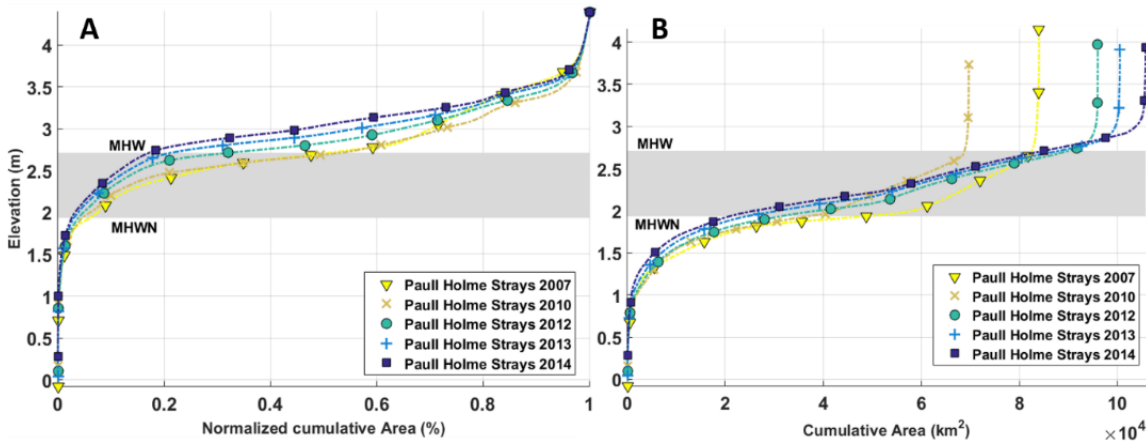 A
4
3.5
3
2.5
2
1.5
1
0.5
0
Elevation (m)
MHW
MHWN
Paull Holme Strays 2007
Paull Holme Strays 2010
Paull Holme Strays 2012
Paull Holme Strays 2013
Paull Holme Strays 2014
0 0.2 0.4 0.6 0.8 1
Normalized cumulative Area (%)
B
4
3.5
3
2.5
2
1.5
1
0.5
0
MHW
MHWN
Paull Holme Strays 2007
Paull Holme Strays 2010
Paull Holme Strays 2012
Paull Holme Strays 2013
Paull Holme Strays 2014
0 2 4 6 8 10
Cumulative Area (km²)
× 10⁴